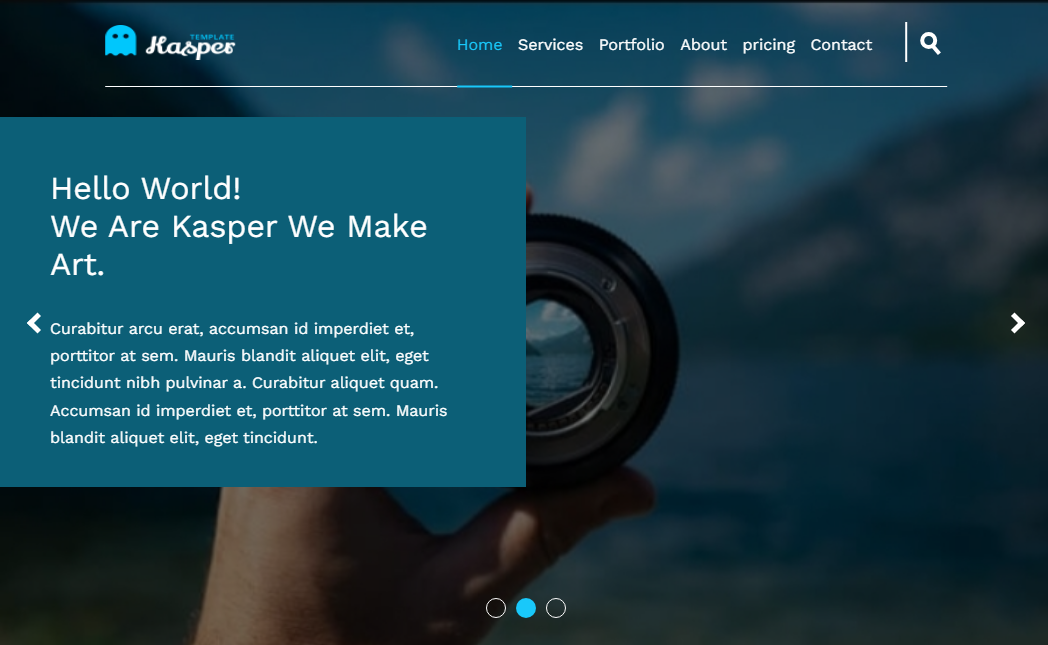 TEMPLATE
Kasper
Home Services Portfolio About pricing Contact
Hello World!
We Are Kasper We Make
Art.
Curabitur arcu erat, accumsan id imperdiet et,
porttitor at sem. Mauris blandit aliquet elit, eget
tincidunt nibh pulvinar a. Curabitur aliquet quam.
Accumsan id imperdiet et, porttitor at sem. Mauris
blandit aliquet elit, eget tincidunt.